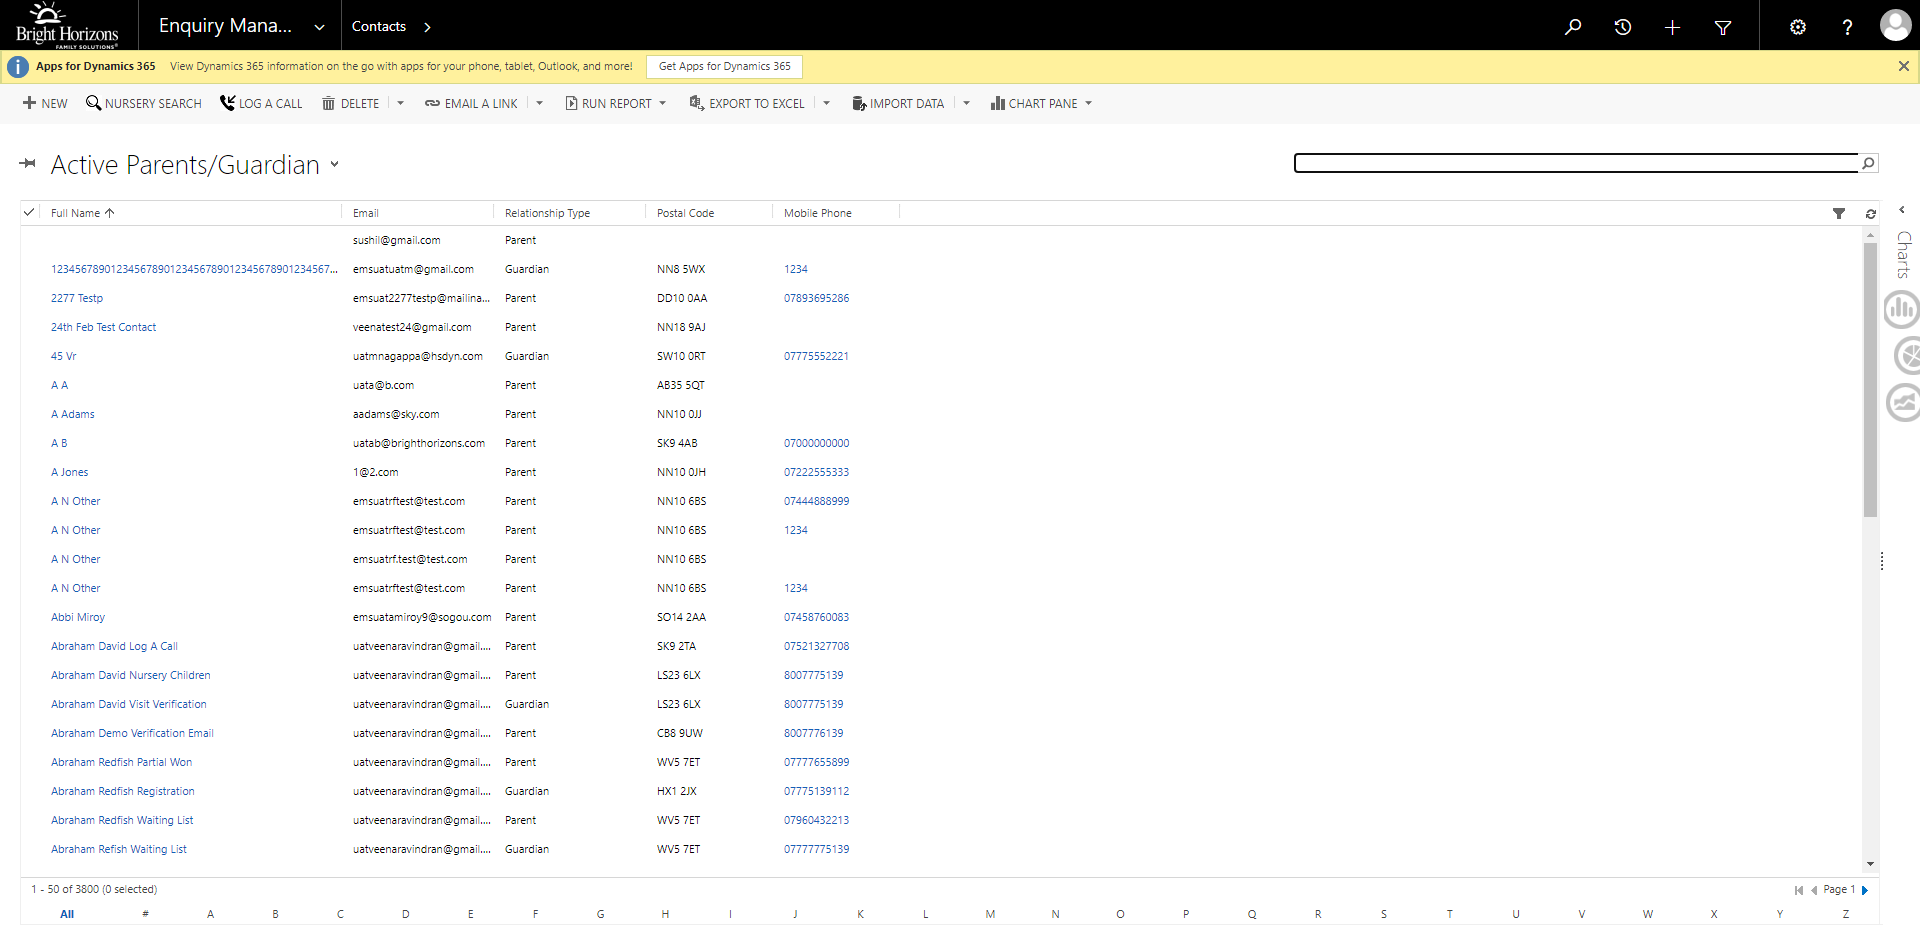 Bright Horizons
FAMILY SOLUTIONS
Enquiry Mana...
Contacts
Apps for Dynamics 365 View Dynamics 365 information on the go with apps for your phone, tablet, Outlook, and more! Get Apps for Dynamics 365
NEW NURSERY SEARCH LOG A CALL DELETE EMAIL A LINK RUN REPORT EXPORT TO EXCEL IMPORT DATA CHART PANE
Active Parents/Guardian
Full Name Email Relationship Type Postal Code Mobile Phone
Charts
sushil@gmail.com Parent
12345678901234567890123456789012345678901234567... emsuatuatm@gmail.com Guardian NN8 5WX 1234
2277 Testp emsuat2277testp@mailina... Parent DD10 0AA 07893695286
24th Feb Test Contact veenatest24@gmail.com Parent NN18 9AJ
45 Vr uatmnagappa@hsdyn.com Guardian SW10 0RT 07775552221
A A uata@b.com Parent AB35 5QT
A Adams aadams@sky.com Parent NN10 0JJ
A B uatab@brighthorizons.com Parent SK9 4AB 07000000000
A Jones 1@2.com Parent NN10 0JH 07222555333
A N Other emsuatrftest@test.com Parent NN10 6BS 07444888999
A N Other emsuatrftest@test.com Parent NN10 6BS 1234
A N Other emsuatrf.test@test.com Parent NN10 6BS
A N Other emsuatrftest@test.com Parent NN10 6BS 1234
Abbi Miroy emsuatamiroy9@sogou.com Parent SO14 2AA 07458760083
Abraham David Log A Call uatveenaravindran@gmail.... Parent SK9 2TA 07521327708
Abraham David Nursery Children uatveenaravindran@gmail.... Parent LS23 6LX 8007775139
Abraham David Visit Verification uatveenaravindran@gmail.... Guardian LS23 6LX 8007775139
Abraham Demo Verification Email uatveenaravindran@gmail.... Parent CB8 9UW 8007776139
Abraham Redfish Partial Won uatveenaravindran@gmail.... Parent WV5 7ET 07777655899
Abraham Redfish Registration uatveenaravindran@gmail.... Guardian HX1 2JX 07775139112
Abraham Redfish Waiting List uatveenaravindran@gmail.... Parent WV5 7ET 07960432213
Abraham Refish Waiting List uatveenaravindran@gmail.... Guardian WV5 7ET 07777775139
1 - 50 of 3800 (0 selected) Page 1
All # A B C D E F G H I J K L M N O P Q R S T U V W X Y Z